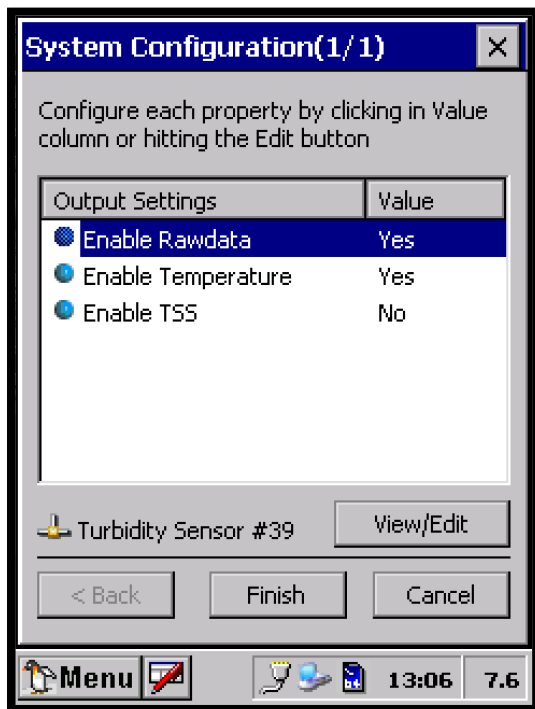 System Configuration(1/1)
Configure each property by clicking in Value
column or hitting the Edit button
Output Settings Value
Enable Rawdata Yes
Enable Temperature Yes
Enable TSS No
Turbidity Sensor #39 View/Edit
< Back Finish Cancel
Menu 13:06 7.6